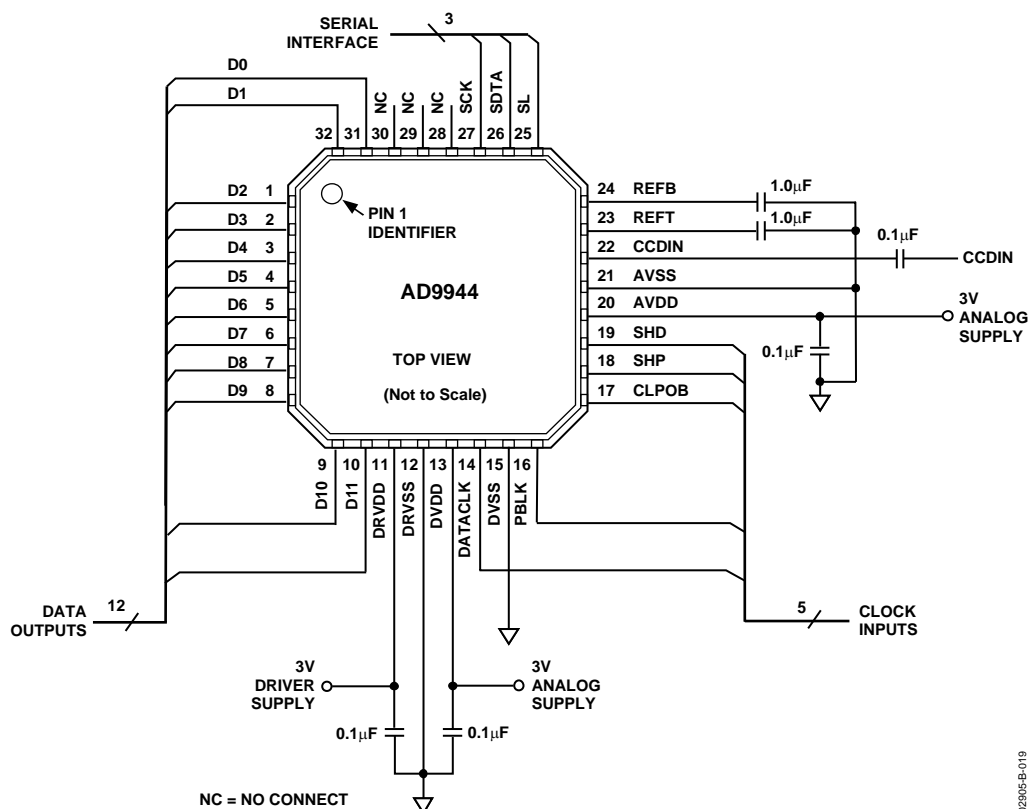 SERIAL
INTERFACE
3
D0
D1
NC
NC
NC
SCK
SDTA
SL
32 31 30 29 28 27 26 25
D2 1
D3 2
D4 3
D5 4
D6 5
D7 6
D8 7
D9 8
PIN 1
IDENTIFIER
AD9944
TOP VIEW
(Not to Scale)
24 REFB
23 REFT
22 CCDIN
21 AVSS
20 AVDD
19 SHD
18 SHP
17 CLPOB
1.0μF
1.0μF
0.1μF
CCDIN
3V
ANALOG
SUPPLY
0.1μF
9 10 11 12 13 14 15 16
D10
D11
DRVDD
DRVSS
DVDD
DATACLK
DVSS
PBLK
DATA
OUTPUTS
12
5
CLOCK
INPUTS
3V
DRIVER
SUPPLY
3V
ANALOG
SUPPLY
0.1μF
0.1μF
NC = NO CONNECT
02905-B-019